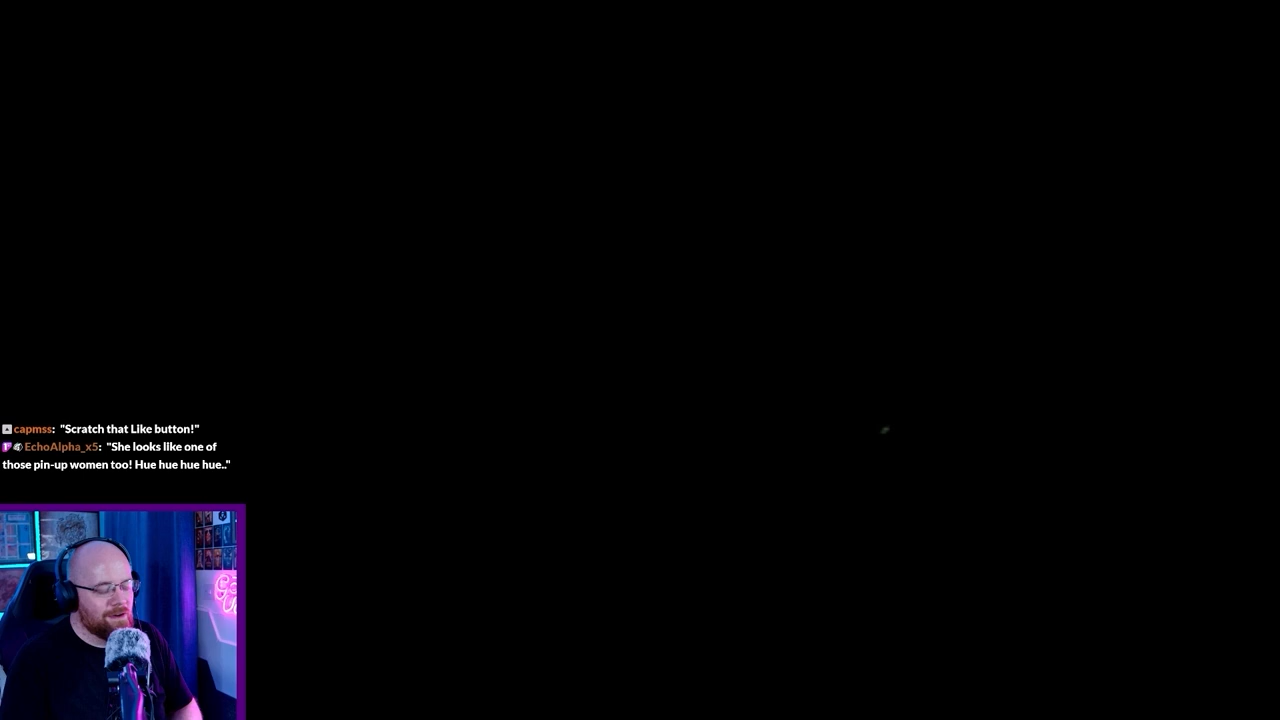 capmss: "Scratch that Like button!"
EchoAlpha_x5: "She looks like one of
those pin-up women too! Hue hue hue hue.."